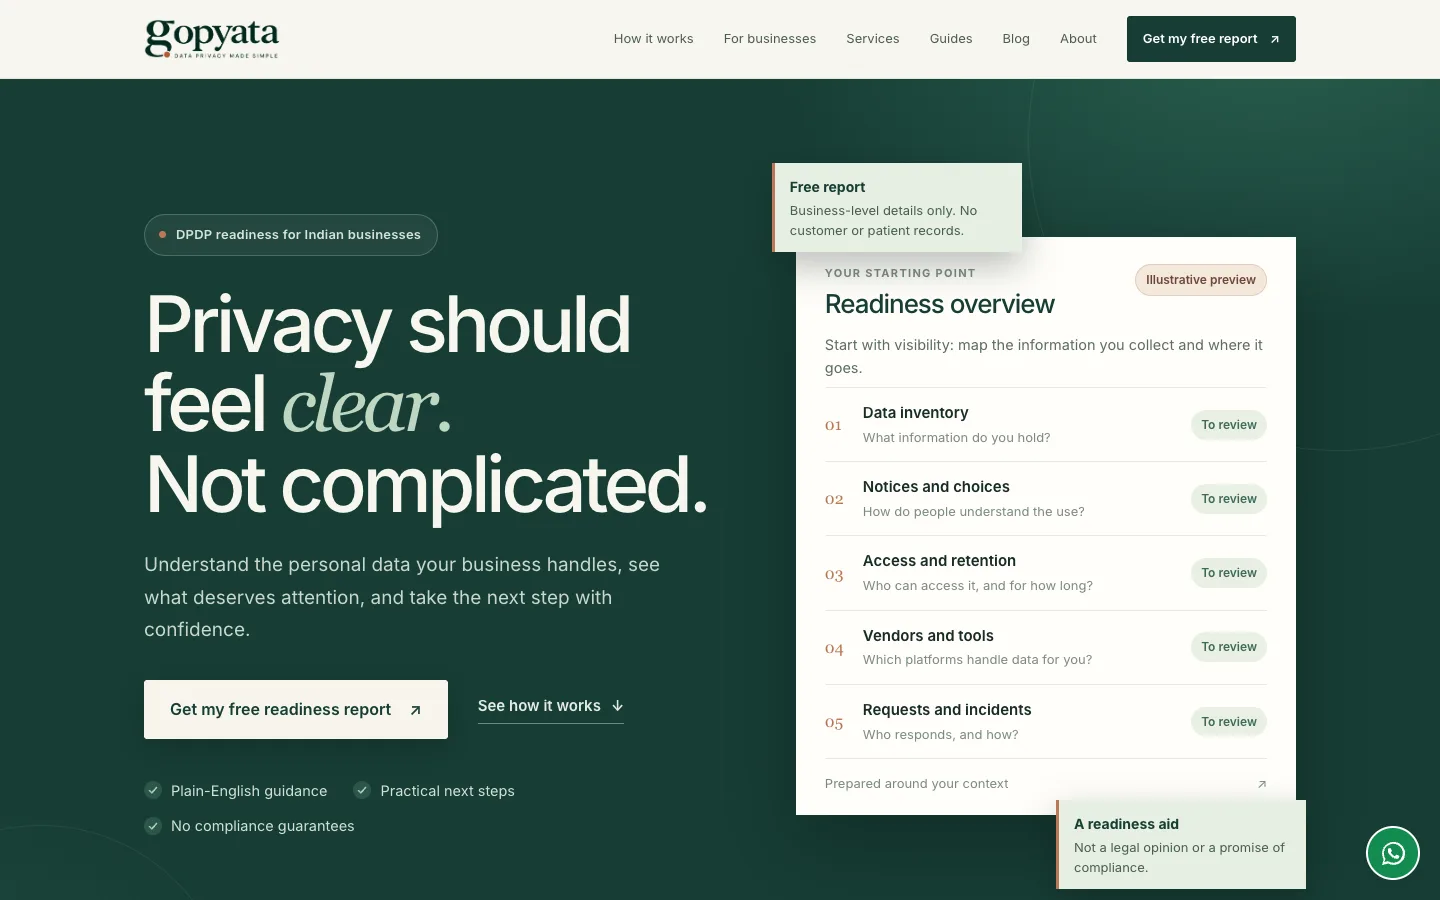 gopyata
DATA PRIVACY MADE SIMPLE
How it works
For businesses
Services
Guides
Blog
About
Get my free report ↗
DPDP readiness for Indian businesses
Privacy should
feel clear.
Not complicated.
Understand the personal data your business handles, see
what deserves attention, and take the next step with
confidence.
Get my free readiness report ↗
See how it works ↓
Plain-English guidance
Practical next steps
No compliance guarantees
Free report
Business-level details only. No
customer or patient records.
YOUR STARTING POINT
Readiness overview
Illustrative preview
Start with visibility: map the information you collect and where it
goes.
01
Data inventory
What information do you hold?
To review
02
Notices and choices
How do people understand the use?
To review
03
Access and retention
Who can access it, and for how long?
To review
04
Vendors and tools
Which platforms handle data for you?
To review
05
Requests and incidents
Who responds, and how?
To review
Prepared around your context ↗
A readiness aid
Not a legal opinion or a promise of
compliance.